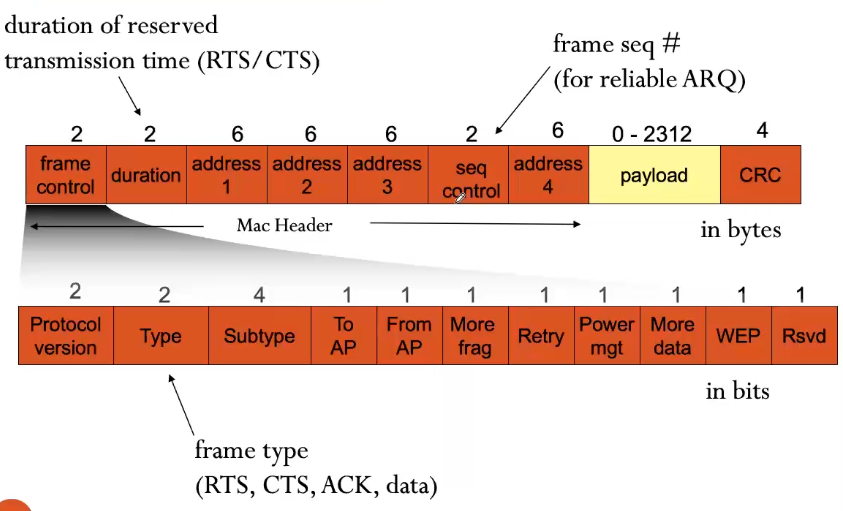 duration of reserved
transmission time (RTS/CTS)
frame seq #
(for reliable ARQ)
2 2 6 6 6 2 6 0 - 2312 4
frame control duration address 1 address 2 address 3 seq control address 4 payload CRC
Mac Header
in bytes
2 2 4 1 1 1 1 1 1 1 1
Protocol version Type Subtype To AP From AP More frag Retry Power mgt More data WEP Rsvd
in bits
frame type
(RTS, CTS, ACK, data)